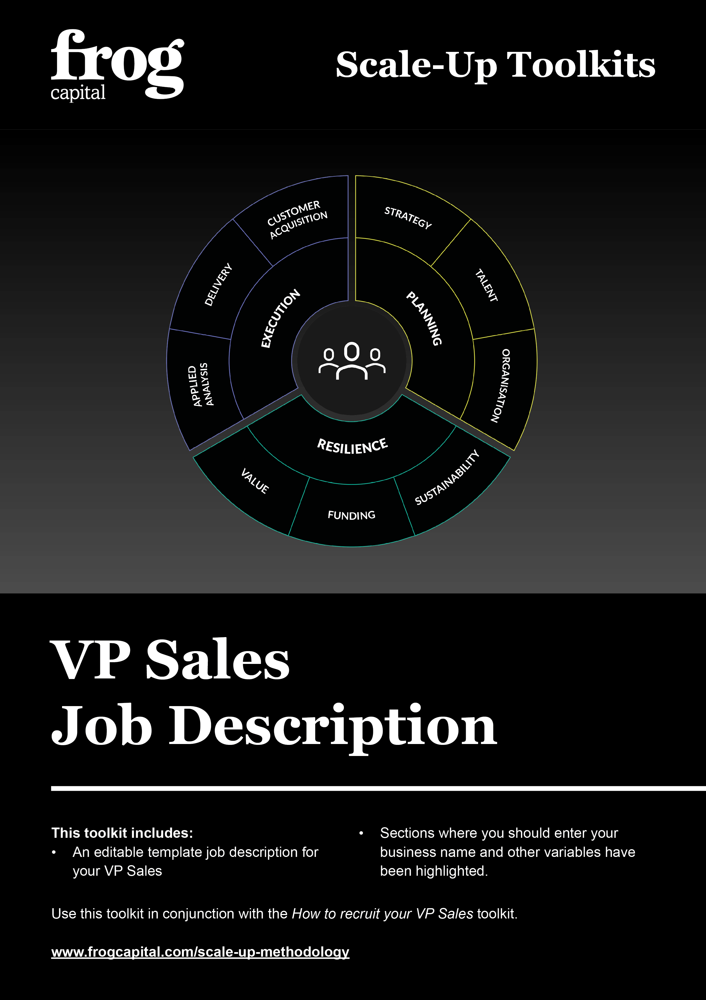 frog
capital
Scale-Up Toolkits
CUSTOMER
ACQUISITION
STRATEGY
DELIVERY
TALENT
EXECUTION
PLANNING
APPLIED
ANALYSIS
ORGANISATION
RESILIENCE
VALUE
SUSTAINABILITY
FUNDING
VP Sales
Job Description
This toolkit includes:
• An editable template job description for
your VP Sales
• Sections where you should enter your
business name and other variables have
been highlighted.
Use this toolkit in conjunction with the How to recruit your VP Sales toolkit.
www.frogcapital.com/scale-up-methodology